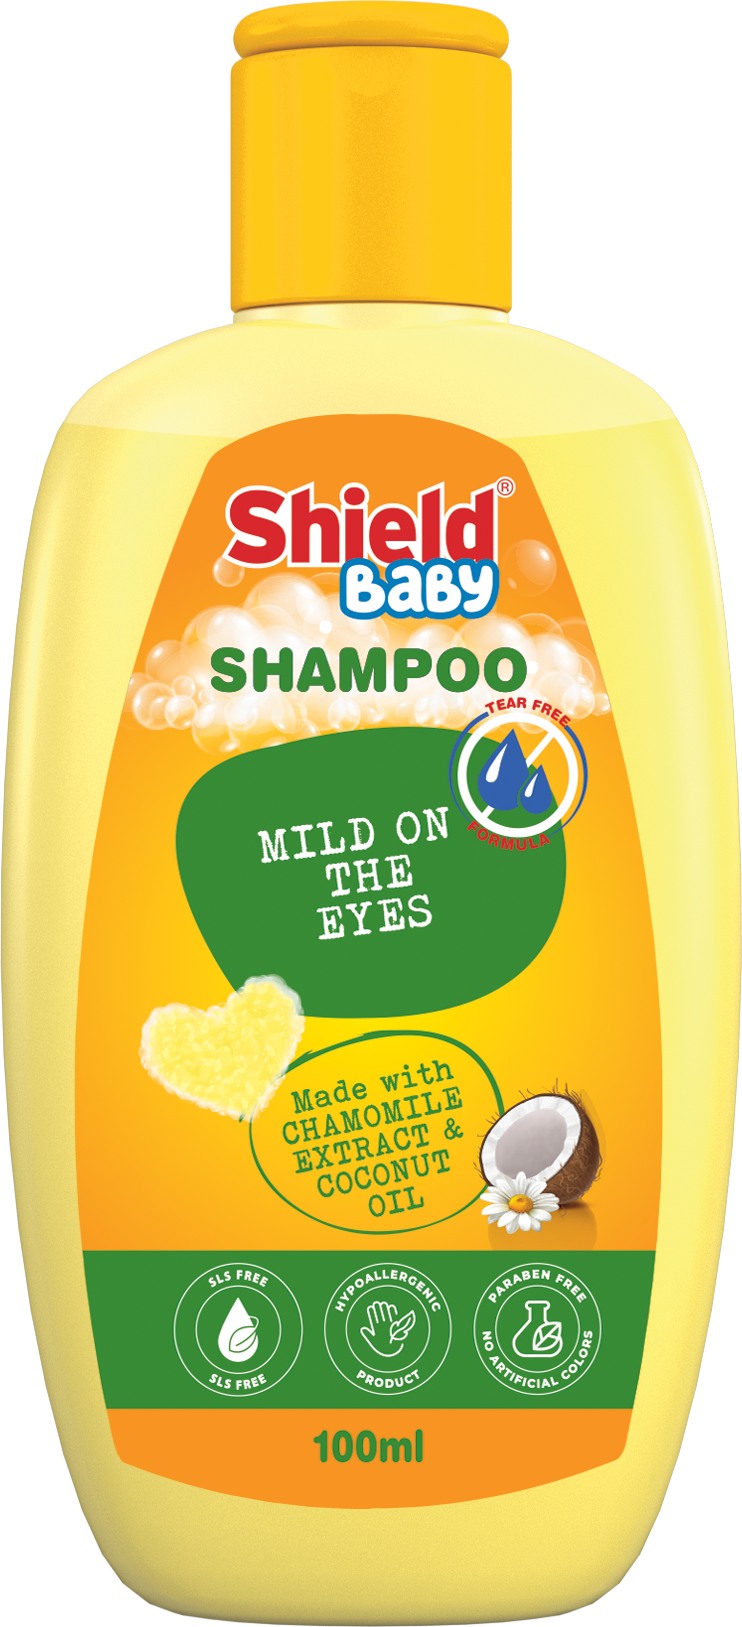 Shield®
BaBy
SHAMPOO
TEAR FREE
FORMULA
MILD ON
THE
EYES
Made with
CHAMOMILE
EXTRACT &
COCONUT
OIL
SLS FREE
SLS FREE
HYPOALLERGENIC
PRODUCT
PARABEN FREE
NO ARTIFICIAL COLORS
100ml